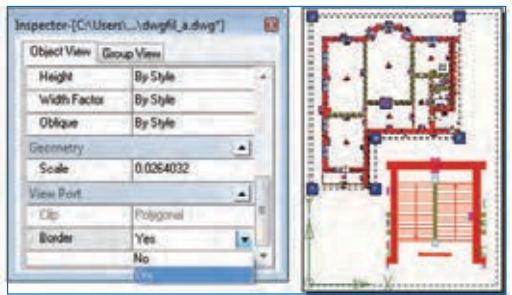 Inspector-[C:\Users\...\dwgfil_a.dwg*]
Object View Group View
Height By Style
Width Factor By Style
Oblique By Style
Geometry
Scale 0.0264032
View Port
Clip Polygonal
Border Yes
No
Yes
X